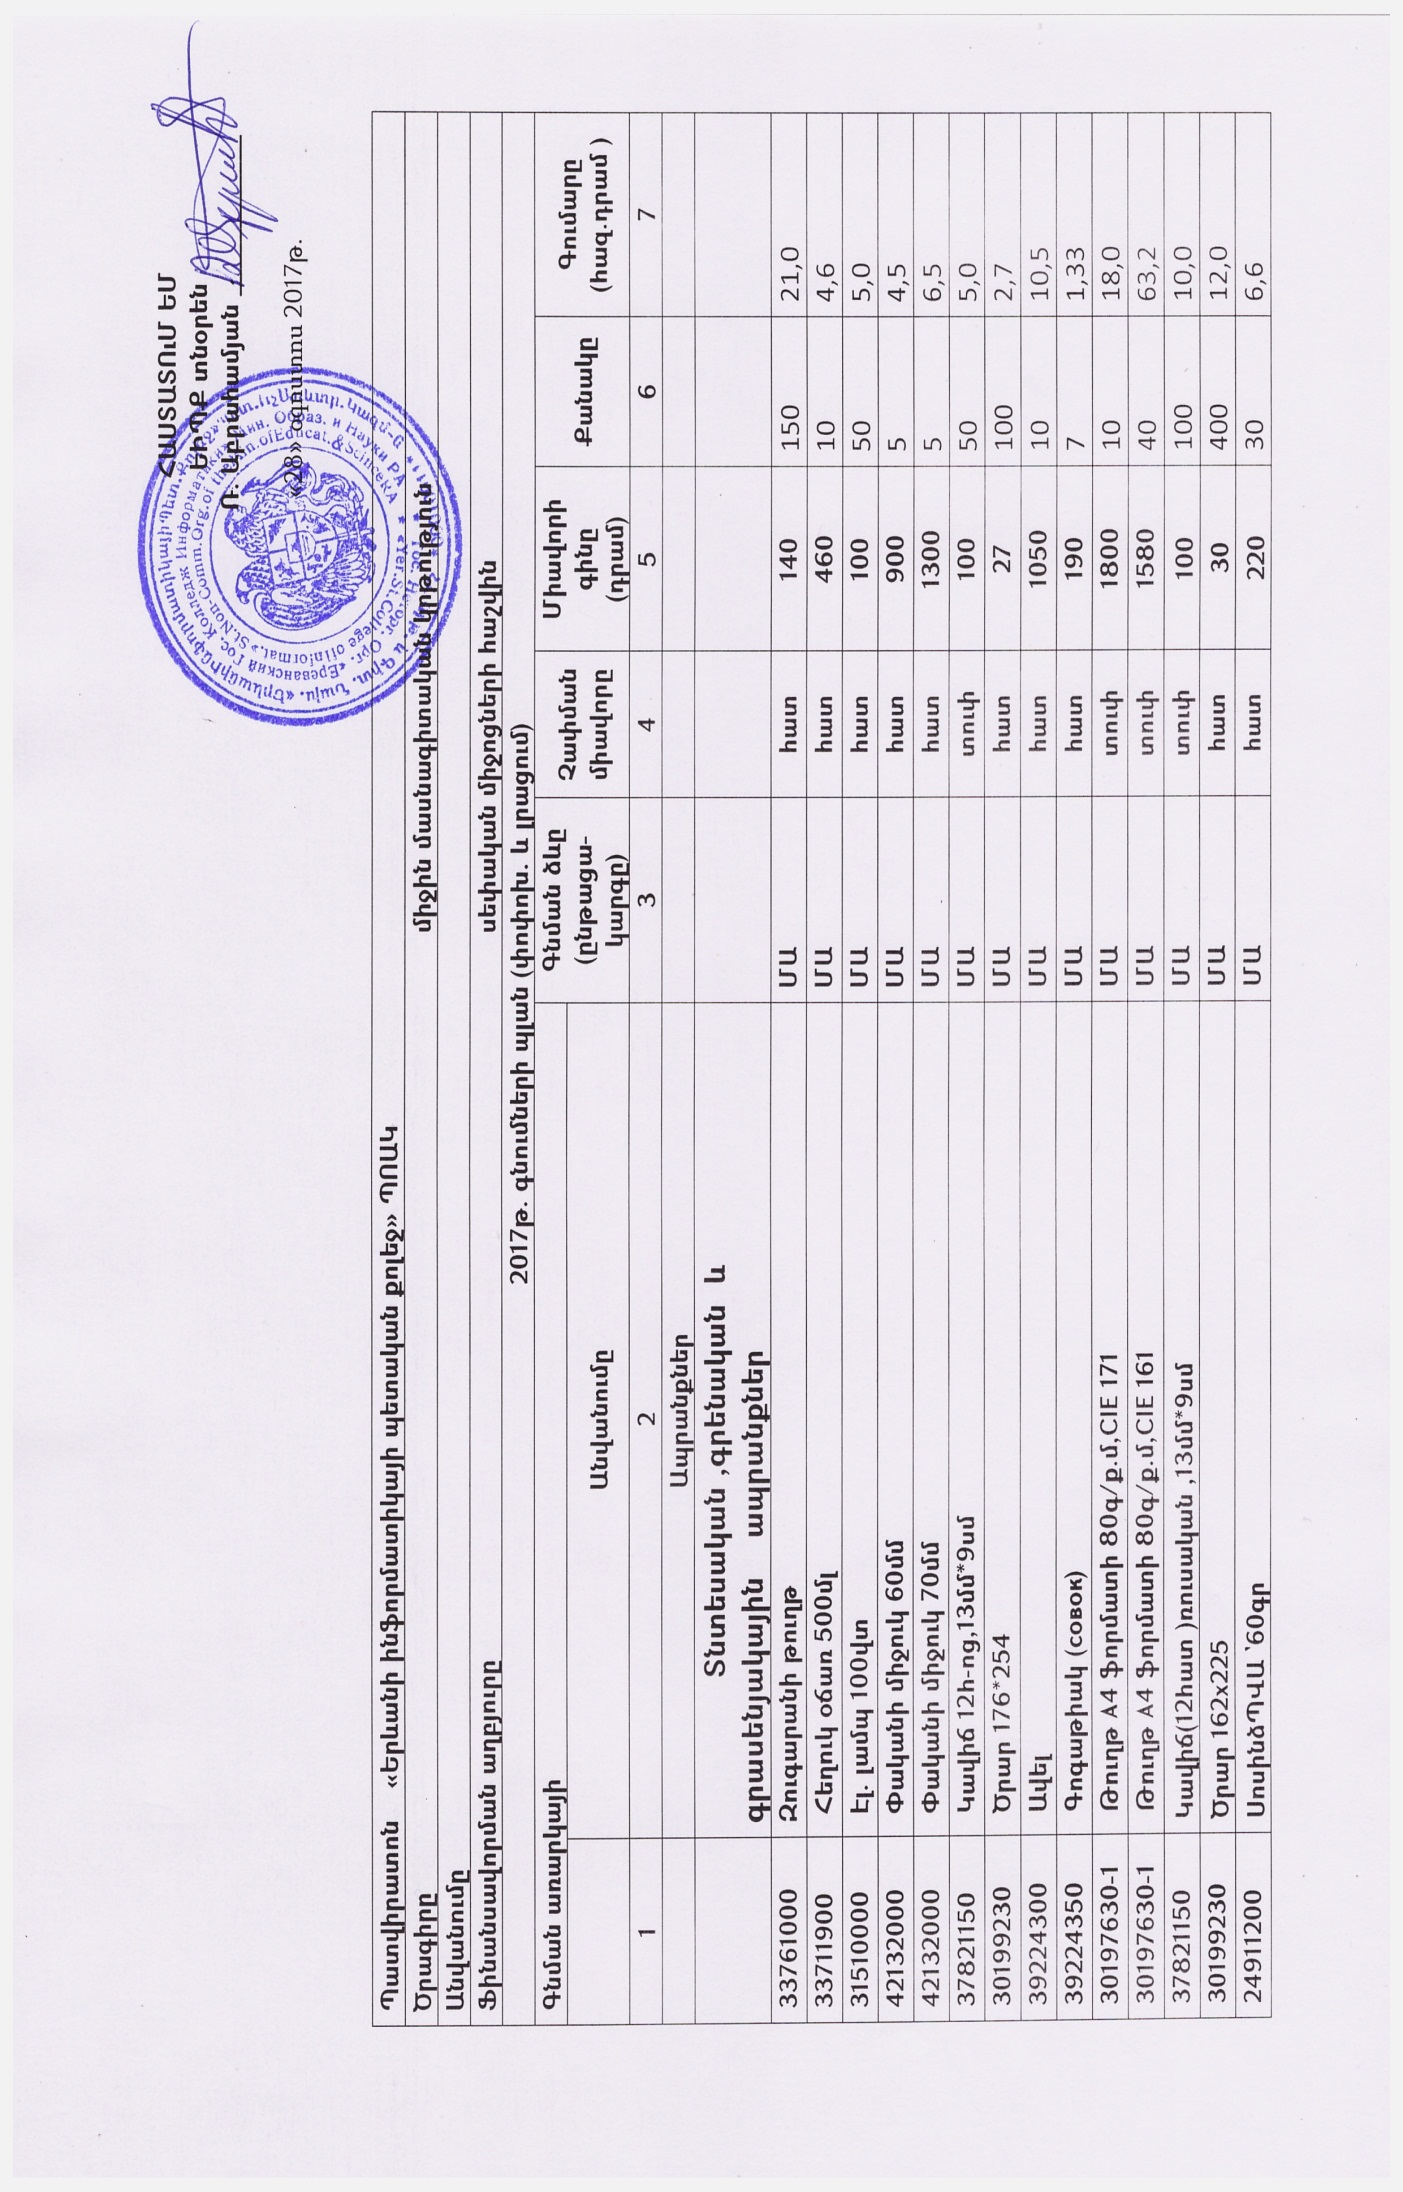 ՀԱՍՏԱՏՈՒՄ ԵՄ
ԵԻՊՔ տնօրեն
Ռ. Աբրահամյան
«28» օգոստոս 2017թ.
Պատվիրատուն «Երևանի ինֆորմատիկայի պետական քոլեջ» ՊՈԱԿ
Ծրագիրը միջին մասնագիտական կրթություն
Անվանումը
Ֆինանսավորման աղբյուրը սեփական միջոցների հաշվին
2017թ. գնումների պլան (փոփոխ. և լրացում)
Գնման առարկայի
Անվանումը Գնման ձևը (ընթացա-կարգը) Չափման միավորը Միավորի գինը (դրամ) Քանակը Գումարը (հազ.դրամ )
1 2 3 4 5 6 7
Ապրանքներ
Տնտեսական ,գրենական և
գրասենյակային ապրանքներ
33761000 Զուգարանի թուղթ ՄԱ հատ 140 150 21,0
33711900 Հեղուկ օճառ 500մլ ՄԱ հատ 460 10 4,6
31510000 Էլ. լամպ 100վտ ՄԱ հատ 100 50 5,0
42132000 Փականի միջուկ 60մմ ՄԱ հատ 900 5 4,5
42132000 Փականի միջուկ 70մմ ՄԱ հատ 1300 5 6,5
37821150 Կավիճ 12հ-ոց,13մմ*9սմ ՄԱ տուփ 100 50 5,0
30199230 Ծրար 176*254 ՄԱ հատ 27 100 2,7
39224300 Ավել ՄԱ հատ 1050 10 10,5
39224350 Գոգաթիակ (совок) ՄԱ հատ 190 7 1,33
30197630-1 Թուղթ A4 ֆորմատի 80գ/ք.մ,CIE 171 ՄԱ տուփ 1800 10 18,0
30197630-1 Թուղթ A4 ֆորմատի 80գ/ք.մ,CIE 161 ՄԱ տուփ 1580 40 63,2
37821150 Կավիճ(12հատ )ռուսական ,13մմ*9սմ ՄԱ տուփ 100 100 10,0
30199230 Ծրար 162x225 ՄԱ հատ 30 400 12,0
24911200 ՍոսինձՊՎԱ ՝60գր ՄԱ հատ 220 30 6,6